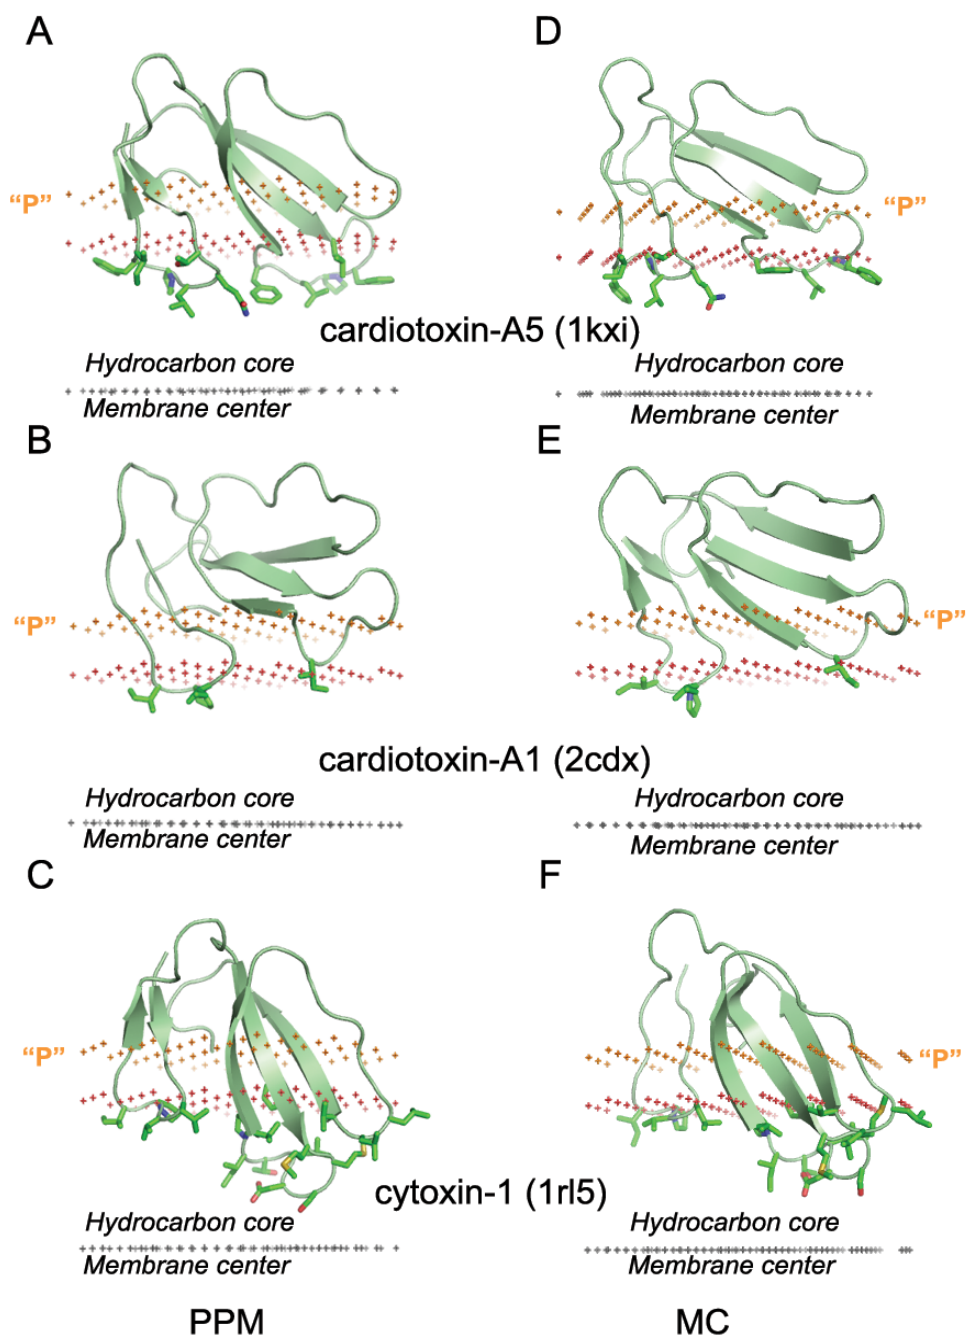 A
D
“P”
“P”
cardiotoxin-A5 (1kxi)
Hydrocarbon core
Hydrocarbon core
Membrane center
Membrane center
B
E
“P”
“P”
cardiotoxin-A1 (2cdx)
Hydrocarbon core
Hydrocarbon core
Membrane center
Membrane center
C
F
“P”
“P”
cytoxin-1 (1rl5)
Hydrocarbon core
Hydrocarbon core
Membrane center
Membrane center
PPM
MC